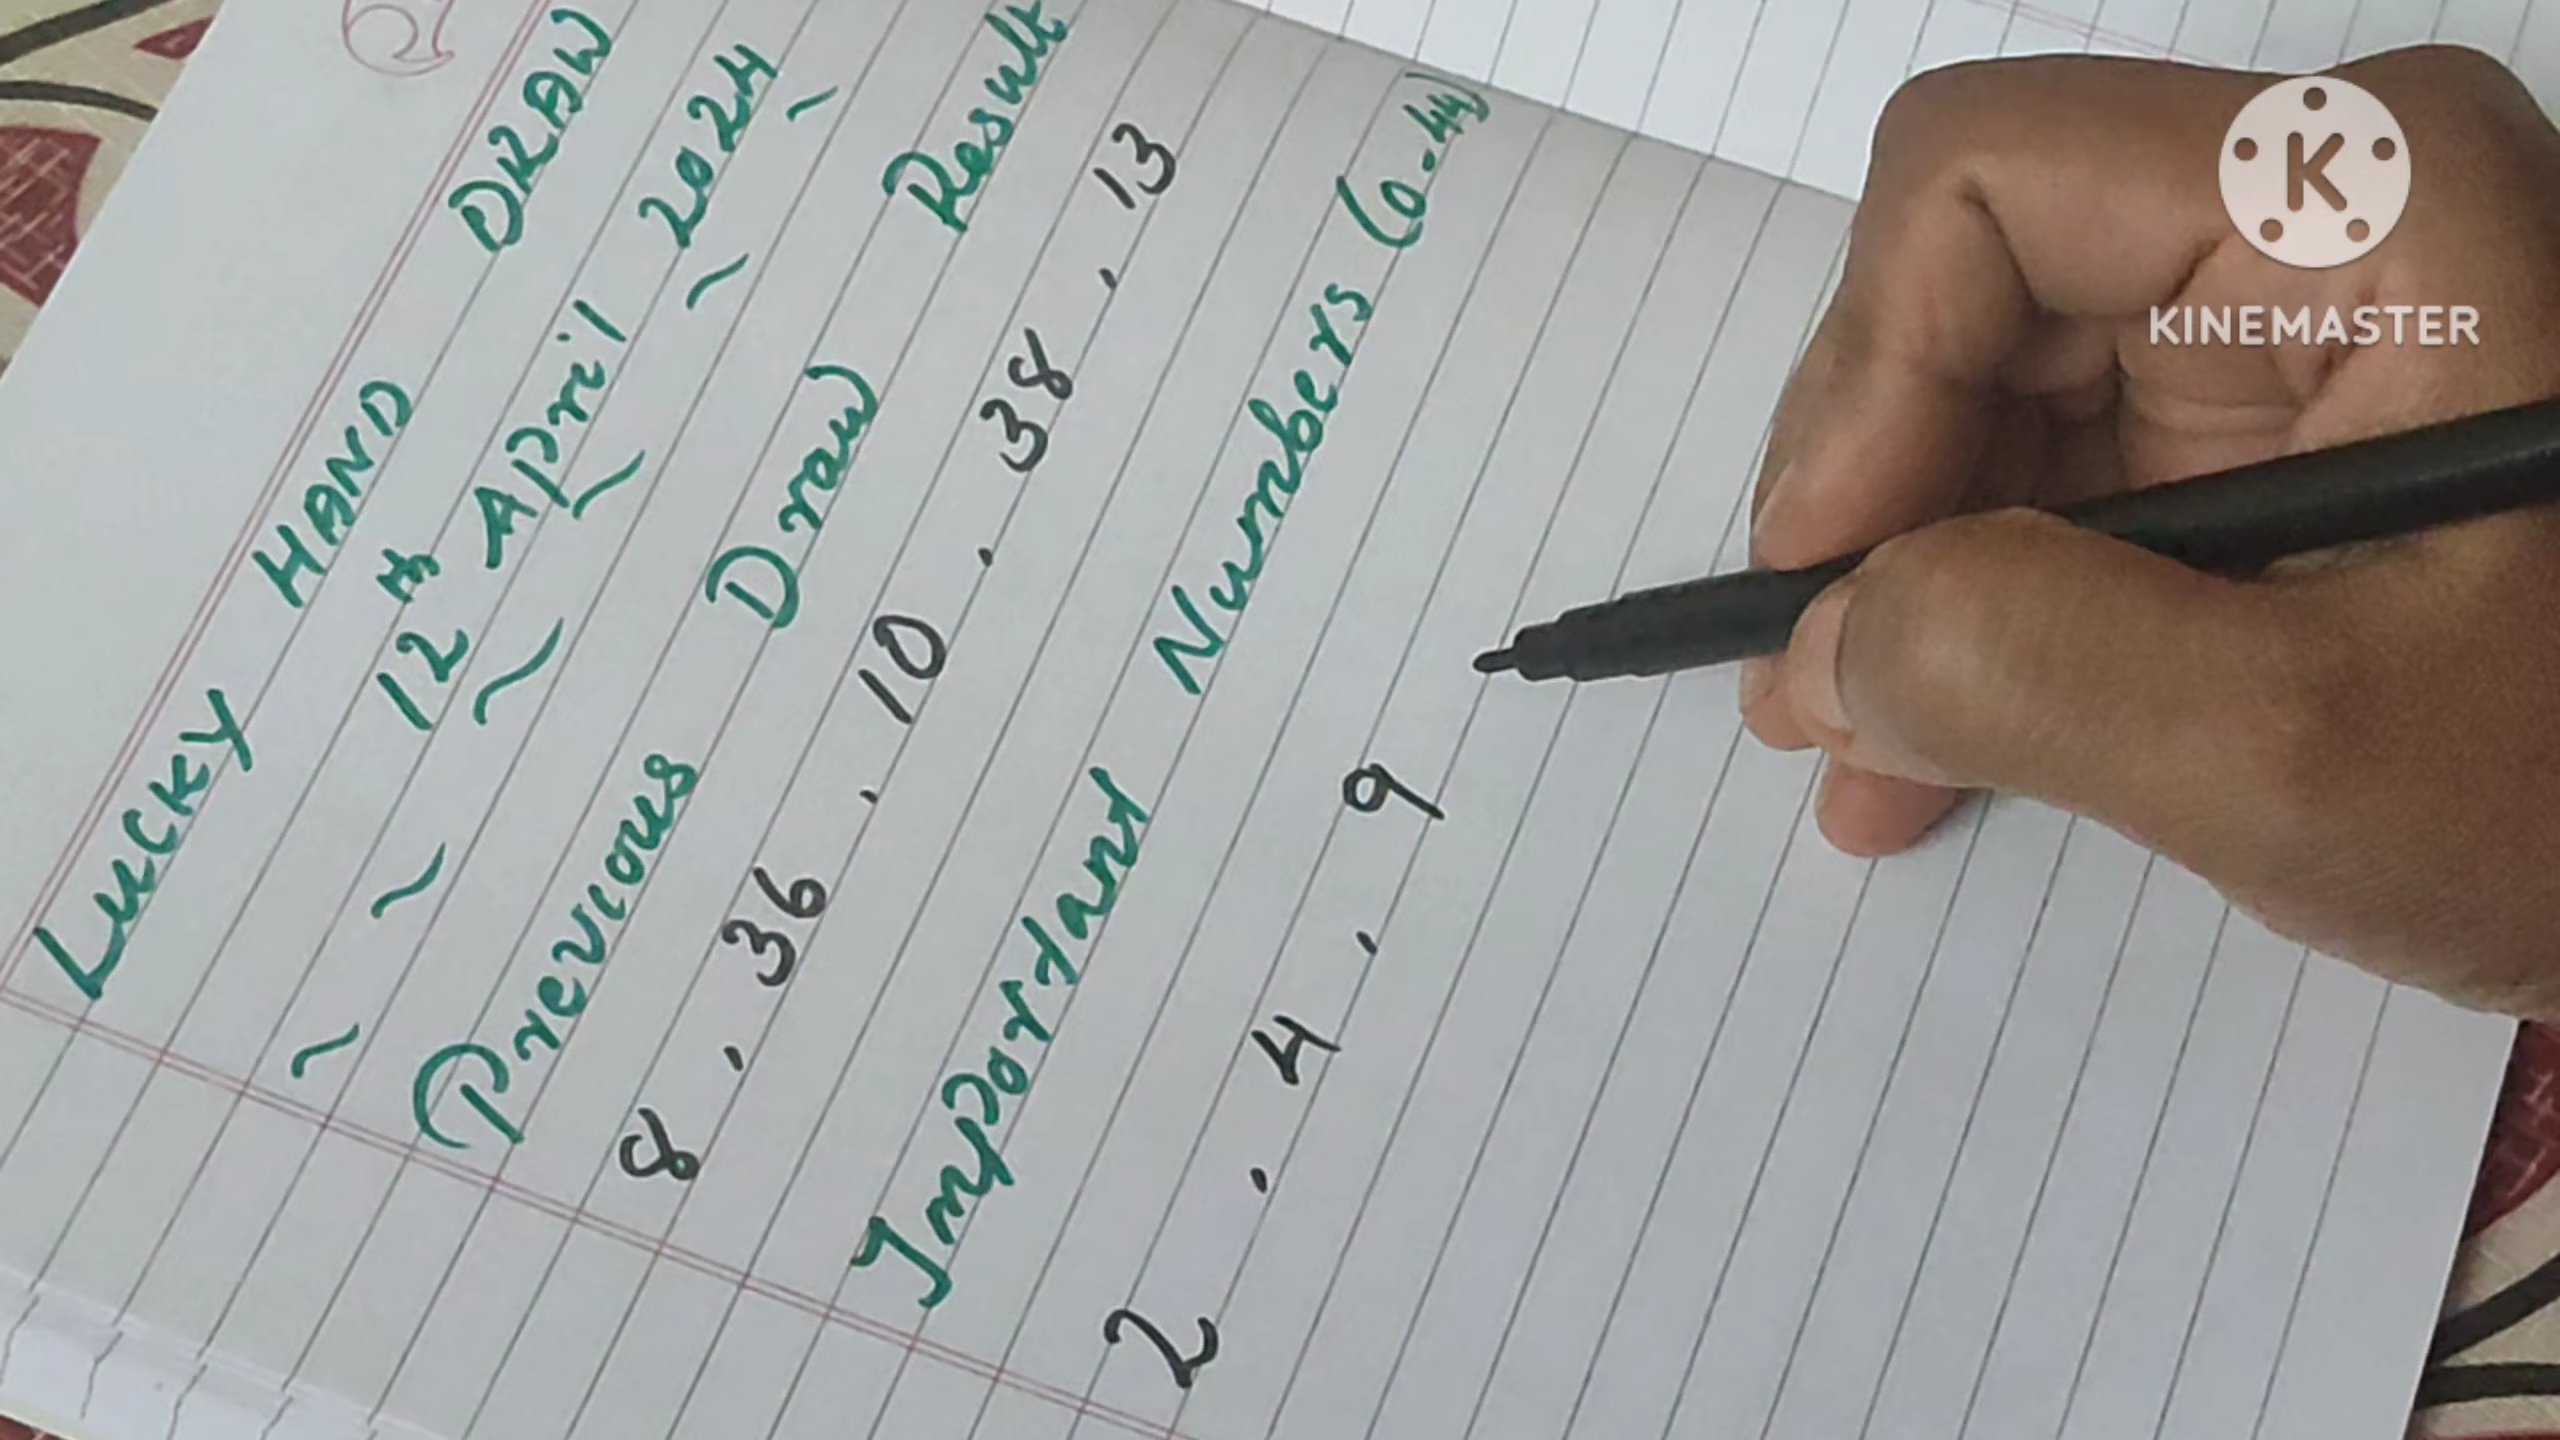 LUCKY HAND DRAW
12th April 2024
Previous Draw Result
8 . 36 . 10 . 38 . 13
Important Numbers (0-44)
2 . 4 . 9
K
KINEMASTER